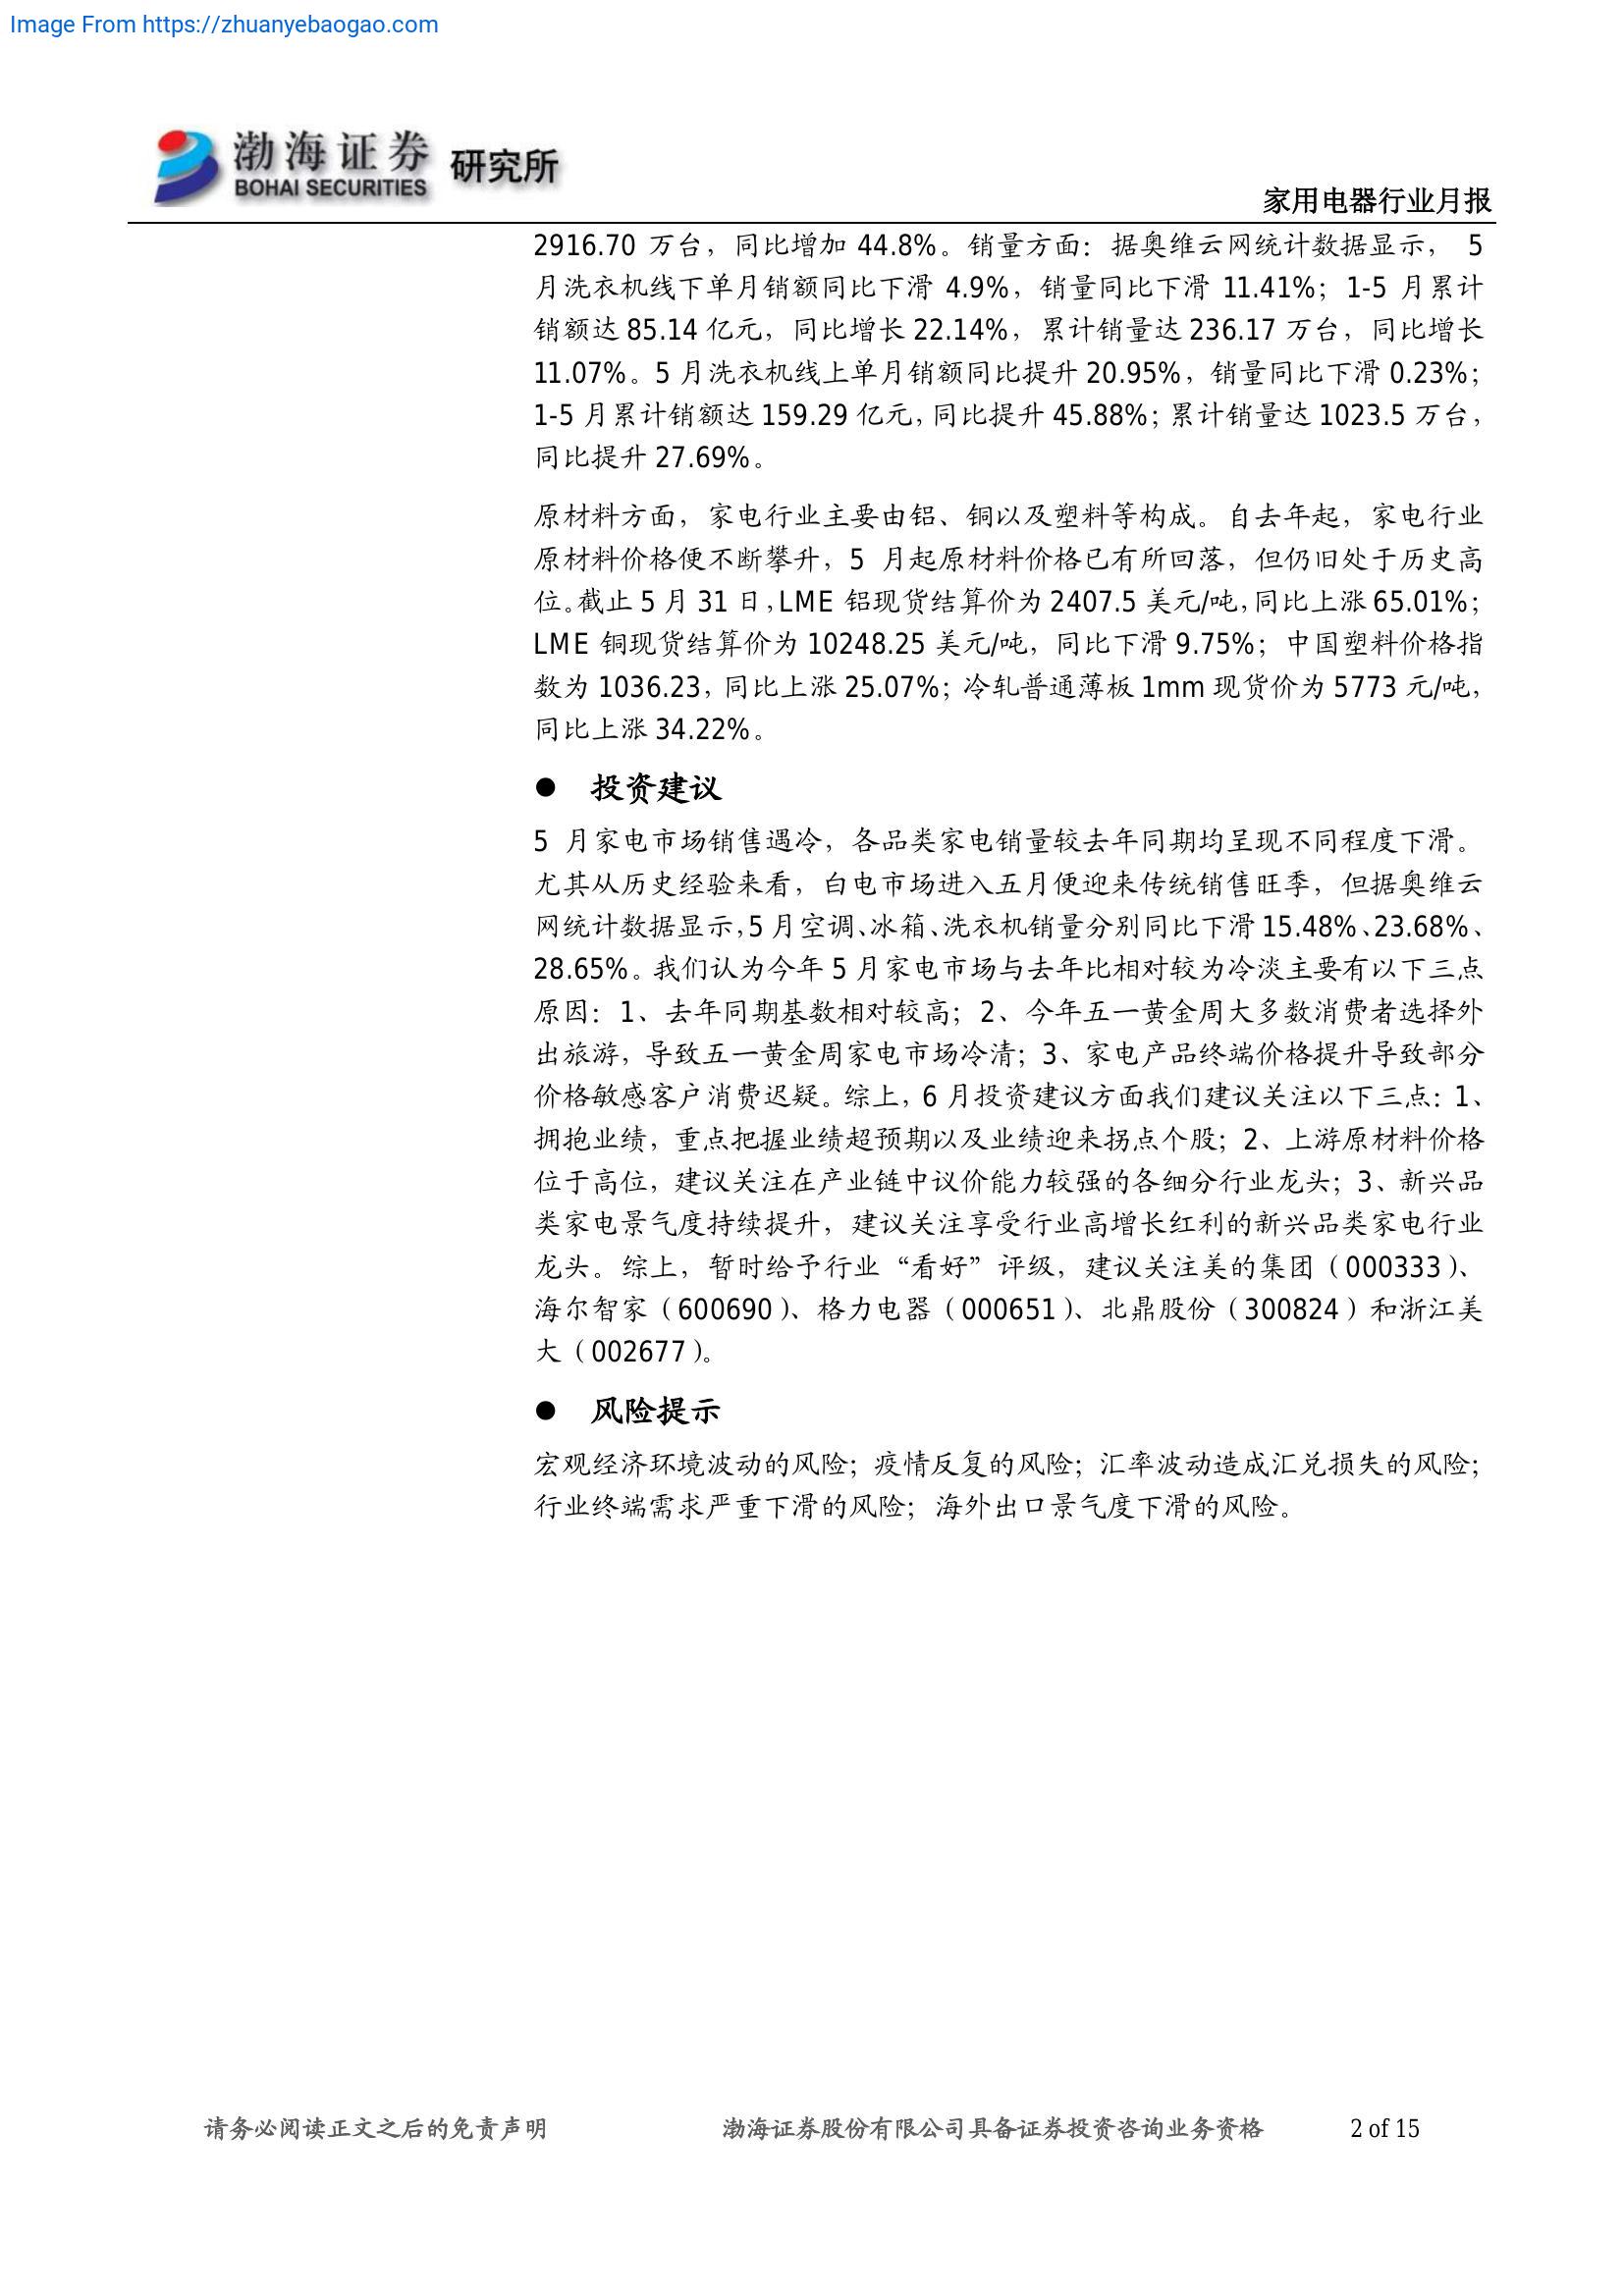 Image From https://zhuanyebaogao.com
渤海证券 研究所
BOHAI SECURITIES
家用电器行业月报
2916.70 万台，同比增加 44.8%。销量方面：据奥维云网统计数据显示， 5
月洗衣机线下单月销额同比下滑 4.9%，销量同比下滑 11.41%；1-5 月累计
销额达 85.14 亿元，同比增长 22.14%，累计销量达 236.17 万台，同比增长
11.07%。5 月洗衣机线上单月销额同比提升 20.95%，销量同比下滑 0.23%；
1-5 月累计销额达 159.29 亿元，同比提升 45.88%；累计销量达 1023.5 万台，
同比提升 27.69%。
原材料方面，家电行业主要由铝、铜以及塑料等构成。自去年起，家电行业
原材料价格便不断攀升，5 月起原材料价格已有所回落，但仍旧处于历史高
位。截止 5 月 31 日，LME 铝现货结算价为 2407.5 美元/吨，同比上涨 65.01%；
LME 铜现货结算价为 10248.25 美元/吨，同比下滑 9.75%；中国塑料价格指
数为 1036.23，同比上涨 25.07%；冷轧普通薄板 1mm 现货价为 5773 元/吨，
同比上涨 34.22%。
● 投资建议
5 月家电市场销售遇冷，各品类家电销量较去年同期均呈现不同程度下滑。
尤其从历史经验来看，白电市场进入五月便迎来传统销售旺季，但据奥维云
网统计数据显示，5 月空调、冰箱、洗衣机销量分别同比下滑 15.48%、23.68%、
28.65%。我们认为今年 5 月家电市场与去年比相对较为冷淡主要有以下三点
原因：1、去年同期基数相对较高；2、今年五一黄金周大多数消费者选择外
出旅游，导致五一黄金周家电市场冷清；3、家电产品终端价格提升导致部分
价格敏感客户消费迟疑。综上，6 月投资建议方面我们建议关注以下三点：1、
拥抱业绩，重点把握业绩超预期以及业绩迎来拐点个股；2、上游原材料价格
位于高位，建议关注在产业链中议价能力较强的各细分行业龙头；3、新兴品
类家电景气度持续提升，建议关注享受行业高增长红利的新兴品类家电行业
龙头。综上，暂时给予行业“看好”评级，建议关注美的集团（000333）、
海尔智家（600690）、格力电器（000651）、北鼎股份（300824）和浙江美
大（002677）。
● 风险提示
宏观经济环境波动的风险；疫情反复的风险；汇率波动造成汇兑损失的风险；
行业终端需求严重下滑的风险；海外出口景气度下滑的风险。
请务必阅读正文之后的免责声明 渤海证券股份有限公司具备证券投资咨询业务资格 2 of 15